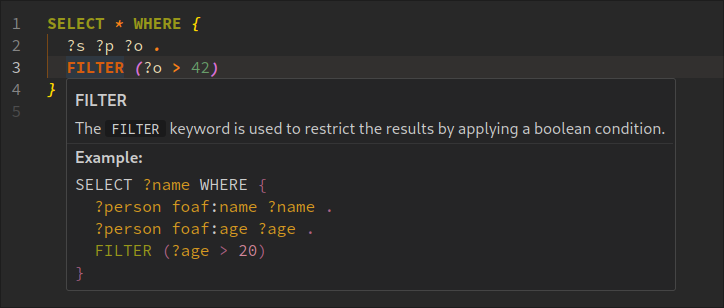 1 SELECT * WHERE {
2 ?s ?p ?o .
3 FILTER (?o > 42)
4 }
5
FILTER
The FILTER keyword is used to restrict the results by applying a boolean condition.
Example:
SELECT ?name WHERE {
?person foaf:name ?name .
?person foaf:age ?age .
FILTER (?age > 20)
}